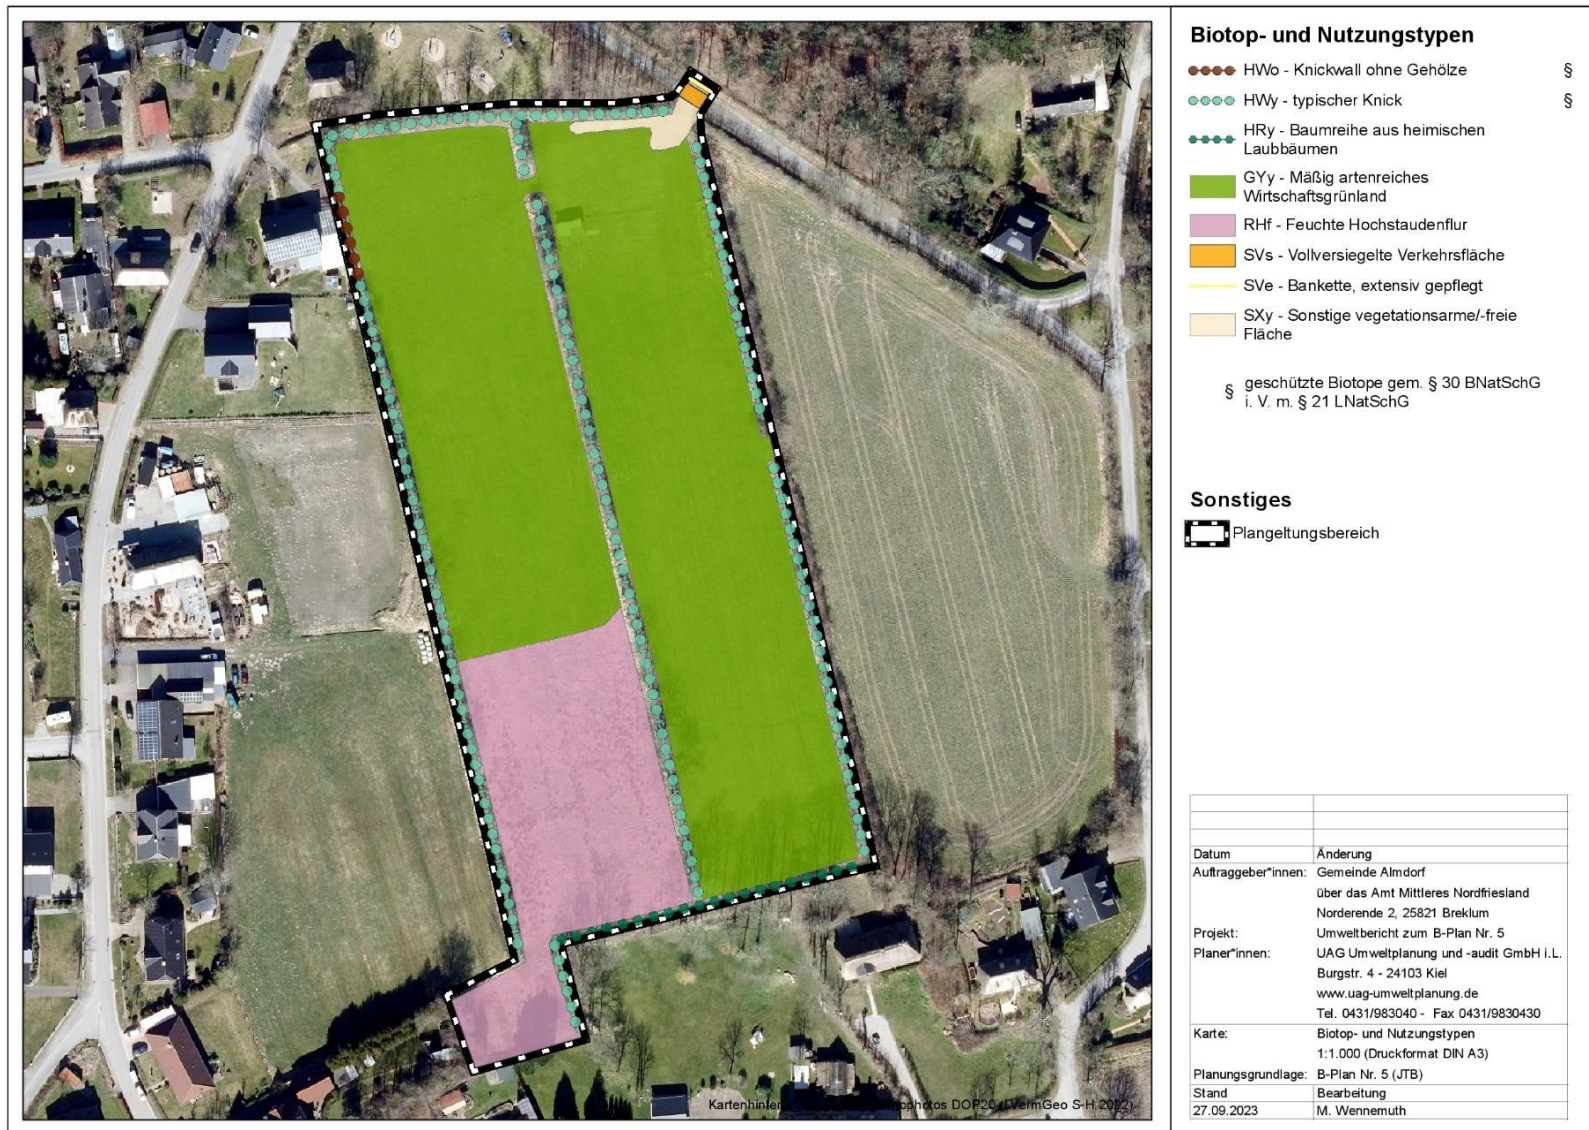 N
Biotop- und Nutzungstypen
HWo - Knickwall ohne Gehölze §
HWy - typischer Knick §
HRy - Baumreihe aus heimischen
Laubbäumen
GYy - Mäßig artenreiches
Wirtschaftsgrünland
RHf - Feuchte Hochstaudenflur
SVs - Vollversiegelte Verkehrsfläche
SVe - Bankette, extensiv gepflegt
SXy - Sonstige vegetationsarme/-freie
Fläche
§ geschützte Biotope gem. § 30 BNatSchG
i. V. m. § 21 LNatSchG
Sonstiges
Plangeltungsbereich
Datum Änderung
Auftraggeber*innen: Gemeinde Almdorf
über das Amt Mittleres Nordfriesland
Norderende 2, 25821 Breklum
Projekt: Umweltbericht zum B-Plan Nr. 5
Planer*innen: UAG Umweltplanung und -audit GmbH i.L.
Burgstr. 4 - 24103 Kiel
www.uag-umweltplanung.de
Tel. 0431/983040 - Fax 0431/9830430
Karte: Biotop- und Nutzungstypen
1:1.000 (Druckformat DIN A3)
Planungsgrundlage: B-Plan Nr. 5 (JTB)
Stand Bearbeitung
27.09.2023 M. Wennemuth
DOP20 S-H 2022)